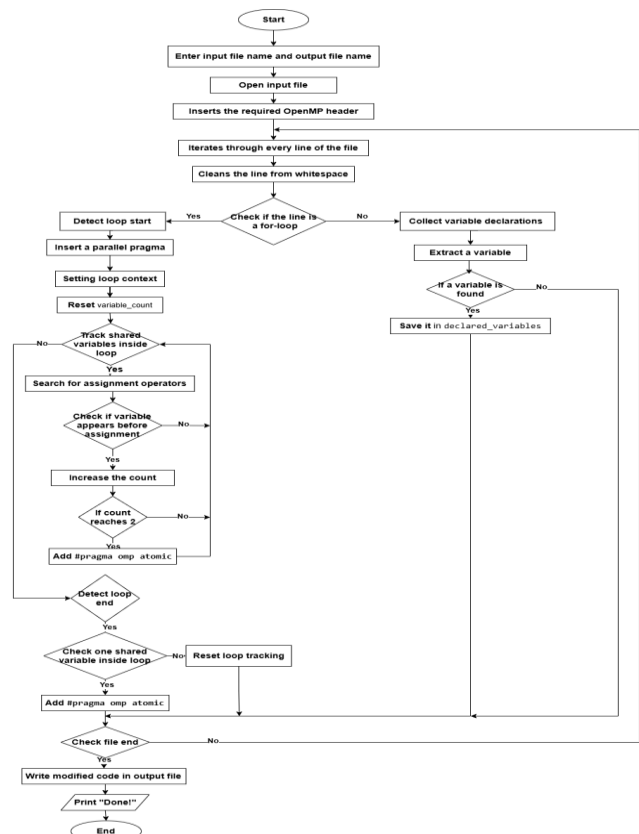 Start
Enter input file name and output file name
Open input file
Inserts the required OpenMP header
Iterates through every line of the file
Cleans the line from whitespace
Check if the line is
a for-loop
Yes
No
Detect loop start
Collect variable declarations
Insert a parallel pragma
Extract a variable
Setting loop context
If a variable is
found
No
Yes
Reset variable_count
Save it in declared_variables
Track shared
variables inside
loop
No
Yes
Search for assignment operators
Check if variable
appears before
assignment
No
Yes
Increase the count
If count
reaches 2
No
Yes
Add #pragma omp atomic
Detect loop
end
Yes
Check one shared
variable inside loop
No
Reset loop tracking
Yes
Add #pragma omp atomic
Check file end
No
Yes
Write modified code in output file
Print "Done!"
End